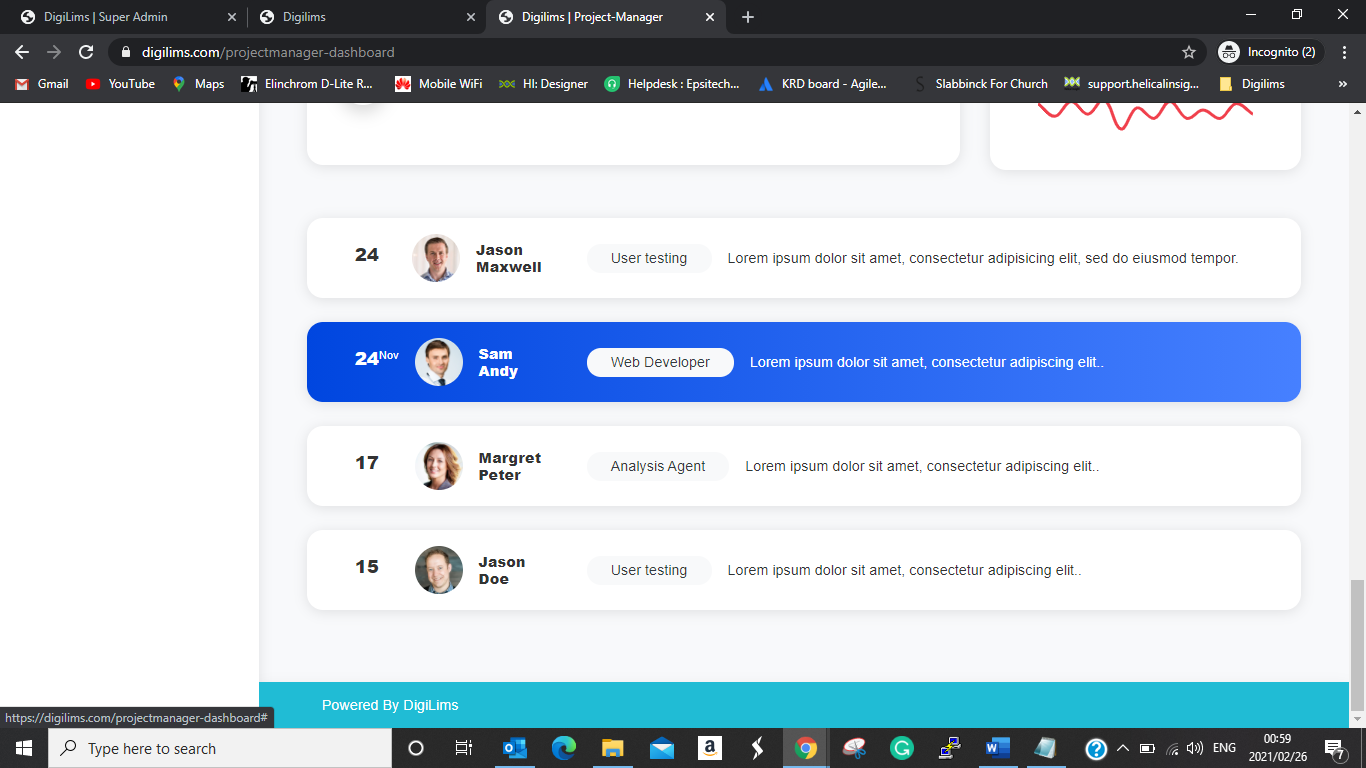 DigiLims | Super Admin
Digilims
Digilims | Project-Manager
digilims.com/projectmanager-dashboard
Incognito (2)
Gmail
YouTube
Maps
Elinchrom D-Lite R...
Mobile WiFi
HI: Designer
Helpdesk : Epsitech...
KRD board - Agile...
Slabbinck For Church
support.helicalinsig...
Digilims
»
24
Jason
Maxwell
User testing
Lorem ipsum dolor sit amet, consectetur adipisicing elit, sed do eiusmod tempor.
24Nov
Sam
Andy
Web Developer
Lorem ipsum dolor sit amet, consectetur adipiscing elit..
17
Margret
Peter
Analysis Agent
Lorem ipsum dolor sit amet, consectetur adipiscing elit..
15
Jason
Doe
User testing
Lorem ipsum dolor sit amet, consectetur adipiscing elit..
Powered By DigiLims
https://digilims.com/projectmanager-dashboard#
Type here to search
ENG
00:59
2021/02/26
7